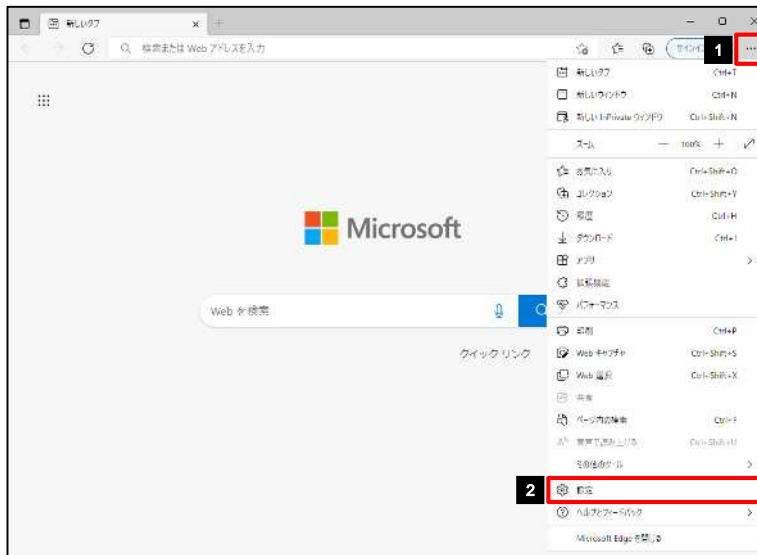 新しいタブ
検索または Web アドレスを入力
1
新しいタブ Ctrl+T
新しいウィンドウ Ctrl+N
新しい InPrivate ウィンドウ Ctrl+Shift+N
ズーム 100%
お気に入り Ctrl+Shift+O
コレクション Ctrl+Shift+Y
履歴 Ctrl+H
ダウンロード Ctrl+J
アプリ
拡張機能
パフォーマンス
Microsoft
Web を検索
クイック リンク
印刷 Ctrl+P
Web キャプチャ Ctrl+Shift+S
Web 選択 Ctrl+Shift+X
共有
ページ内の検索 Ctrl+F
音声で読み上げる Ctrl+Shift+U
その他のツール
2 設定
ヘルプとフィードバック
Microsoft Edge を閉じる